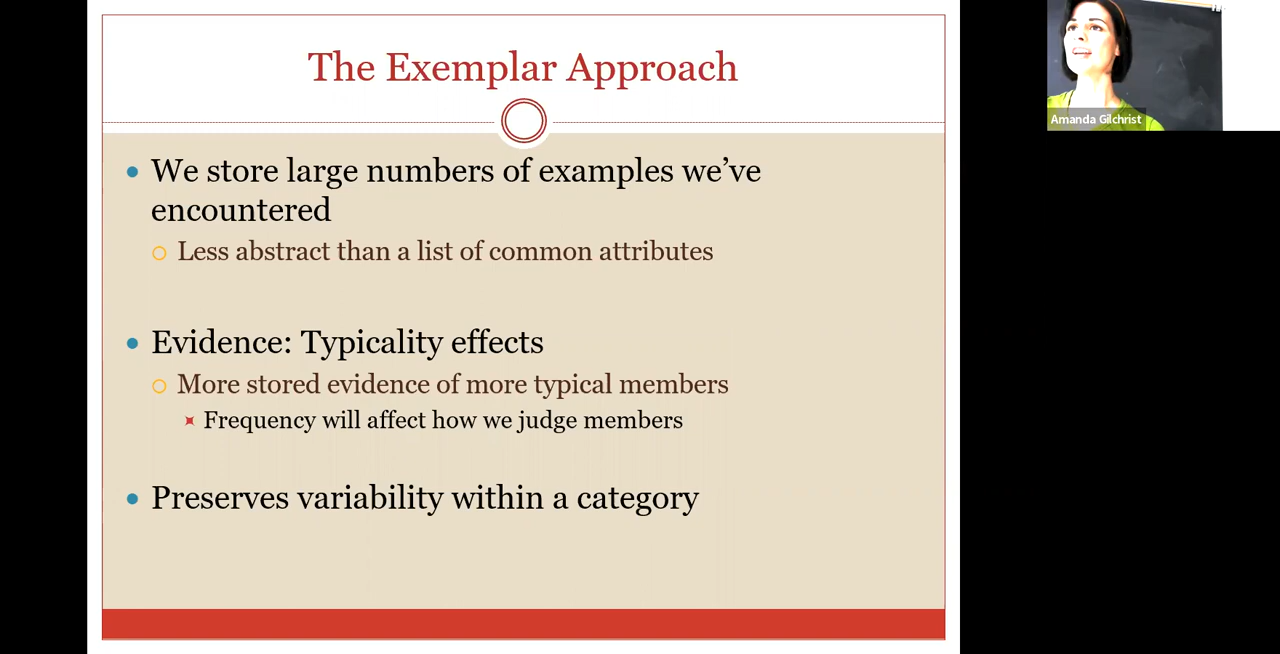 The Exemplar Approach
We store large numbers of examples we’ve
encountered
Less abstract than a list of common attributes
Evidence: Typicality effects
More stored evidence of more typical members
Frequency will affect how we judge members
Preserves variability within a category
Amanda Gilchrist